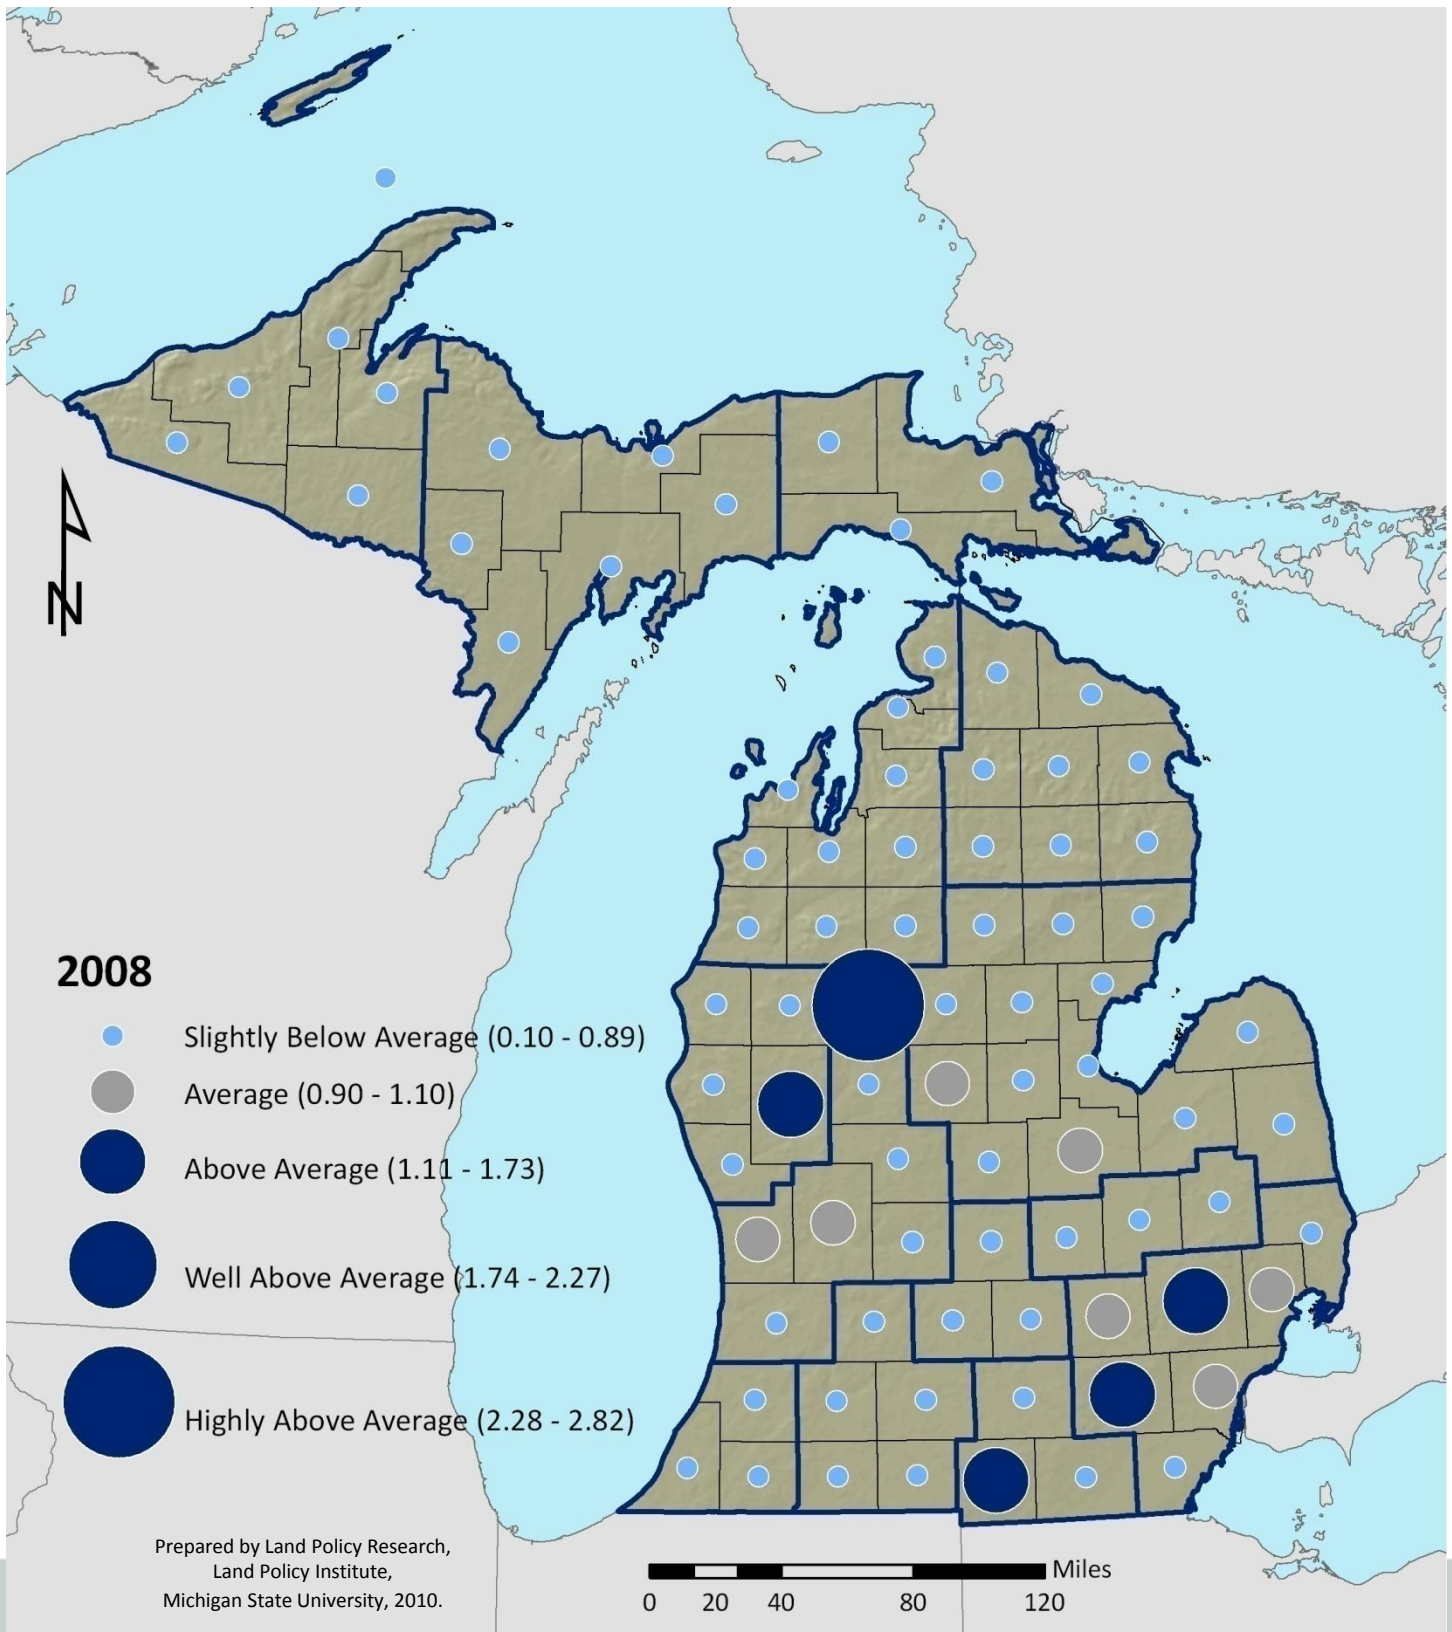 N
2008
Slightly Below Average (0.10 - 0.89)
Average (0.90 - 1.10)
Above Average (1.11 - 1.73)
Well Above Average (1.74 - 2.27)
Highly Above Average (2.28 - 2.82)
Prepared by Land Policy Research,
Land Policy Institute,
Michigan State University, 2010.
Miles
0 20 40 80 120